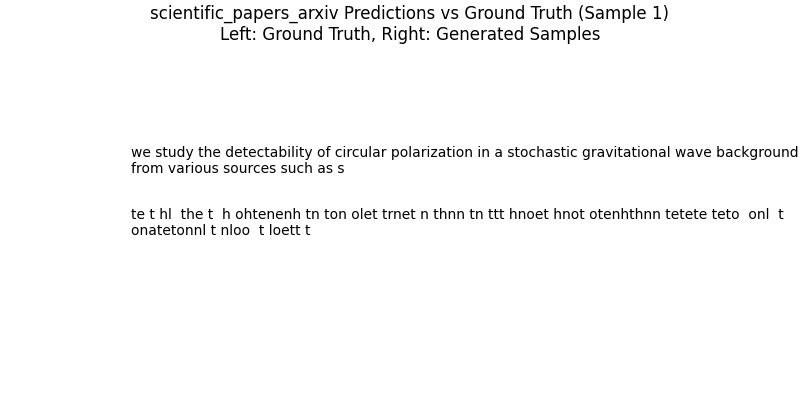 scientific_papers_arxiv Predictions vs Ground Truth (Sample 1)
Left: Ground Truth, Right: Generated Samples
we study the detectability of circular polarization in a stochastic gravitational wave background
from various sources such as s
te t hl  the t  h ohtenenh tn ton olet trnet n thnn tn ttt hnoet hnot otenhthnn tetete teto  onl  t
onatetonnl t nloo  t loett t